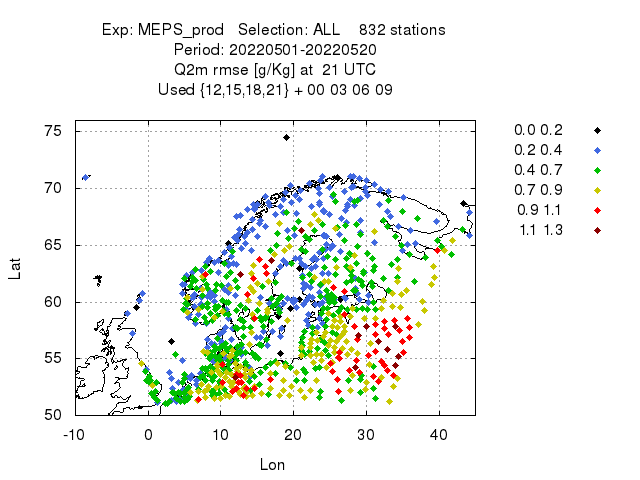 Exp: MEPS_prod Selection: ALL 832 stations
Period: 20220501-20220520
Q2m rmse [g/Kg] at 21 UTC
Used {12,15,18,21} + 00 03 06 09
75
70
65
60
55
50
-10 0 10 20 30 40
Lat
Lon
0.0 0.2
0.2 0.4
0.4 0.7
0.7 0.9
0.9 1.1
1.1 1.3